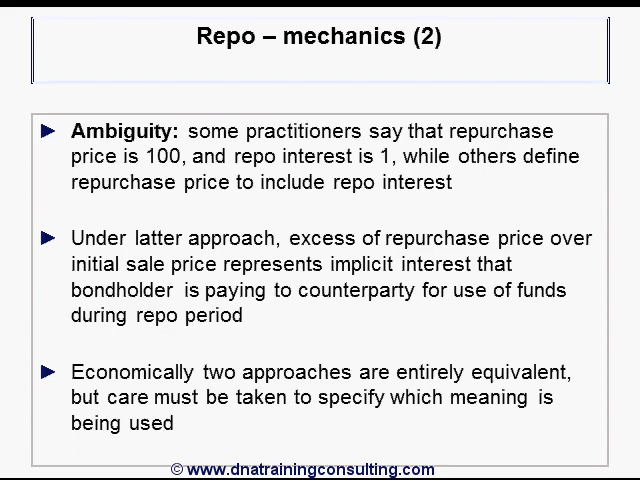 Repo – mechanics (2)
► Ambiguity: some practitioners say that repurchase
price is 100, and repo interest is 1, while others define
repurchase price to include repo interest
► Under latter approach, excess of repurchase price over
initial sale price represents implicit interest that
bondholder is paying to counterparty for use of funds
during repo period
► Economically two approaches are entirely equivalent,
but care must be taken to specify which meaning is
being used
© www.dnatrainingconsulting.com